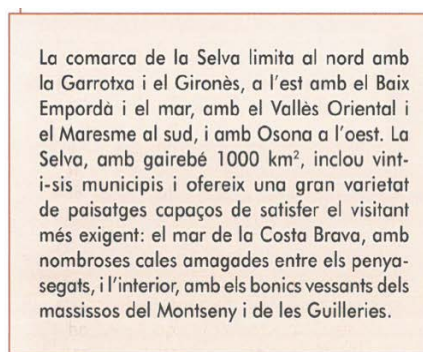 La comarca de la Selva limita al nord amb
la Garrotxa i el Gironès, a l'est amb el Baix
Empordà i el mar, amb el Vallès Oriental i
el Maresme al sud, i amb Osona a l'oest. La
Selva, amb gairebé 1000 km², inclou vint-
i-sis municipis i ofereix una gran varietat
de paisatges capaços de satisfer el visitant
més exigent: el mar de la Costa Brava, amb
nombroses cales amagades entre els penya-
segats, i l'interior, amb els bonics vessants dels
massissos del Montseny i de les Guilleries.